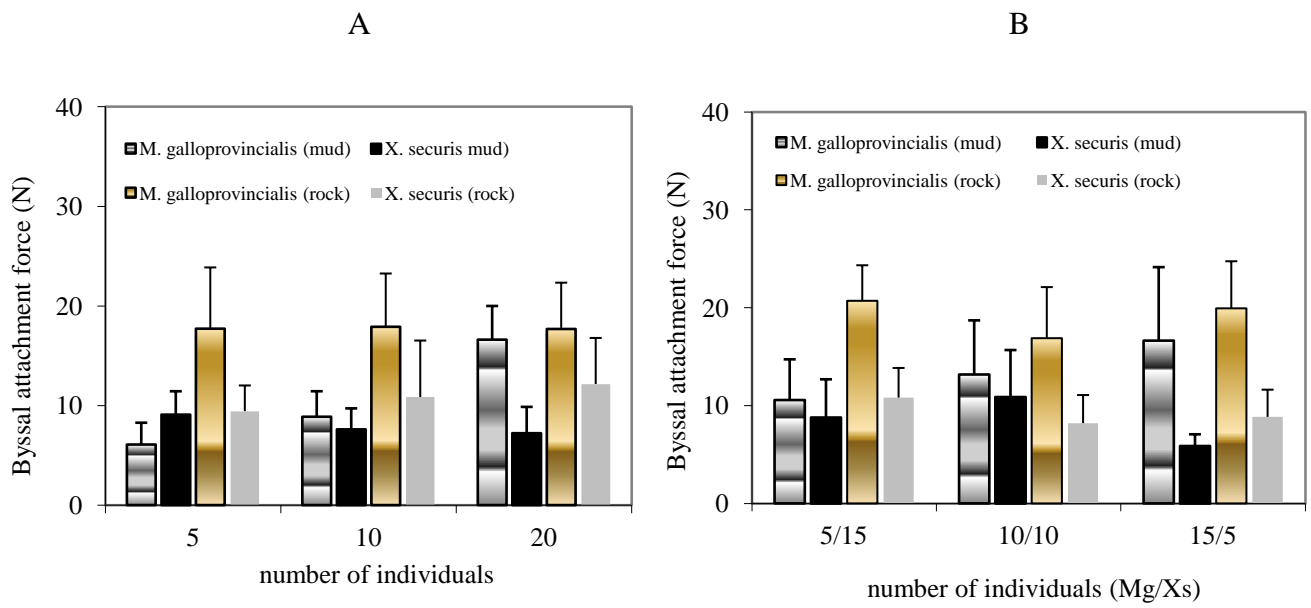 A
Byssal attachment force (N)
40
30
20
10
0
M. galloprovincialis (mud)
X. securis mud)
M. galloprovincialis (rock)
X. securis (rock)
5
10
20
number of individuals
B
Byssal attachment force (N)
40
30
20
10
0
M. galloprovincialis (mud)
X. securis (mud)
M. galloprovincialis (rock)
X. securis (rock)
5/15
10/10
15/5
number of individuals (Mg/Xs)